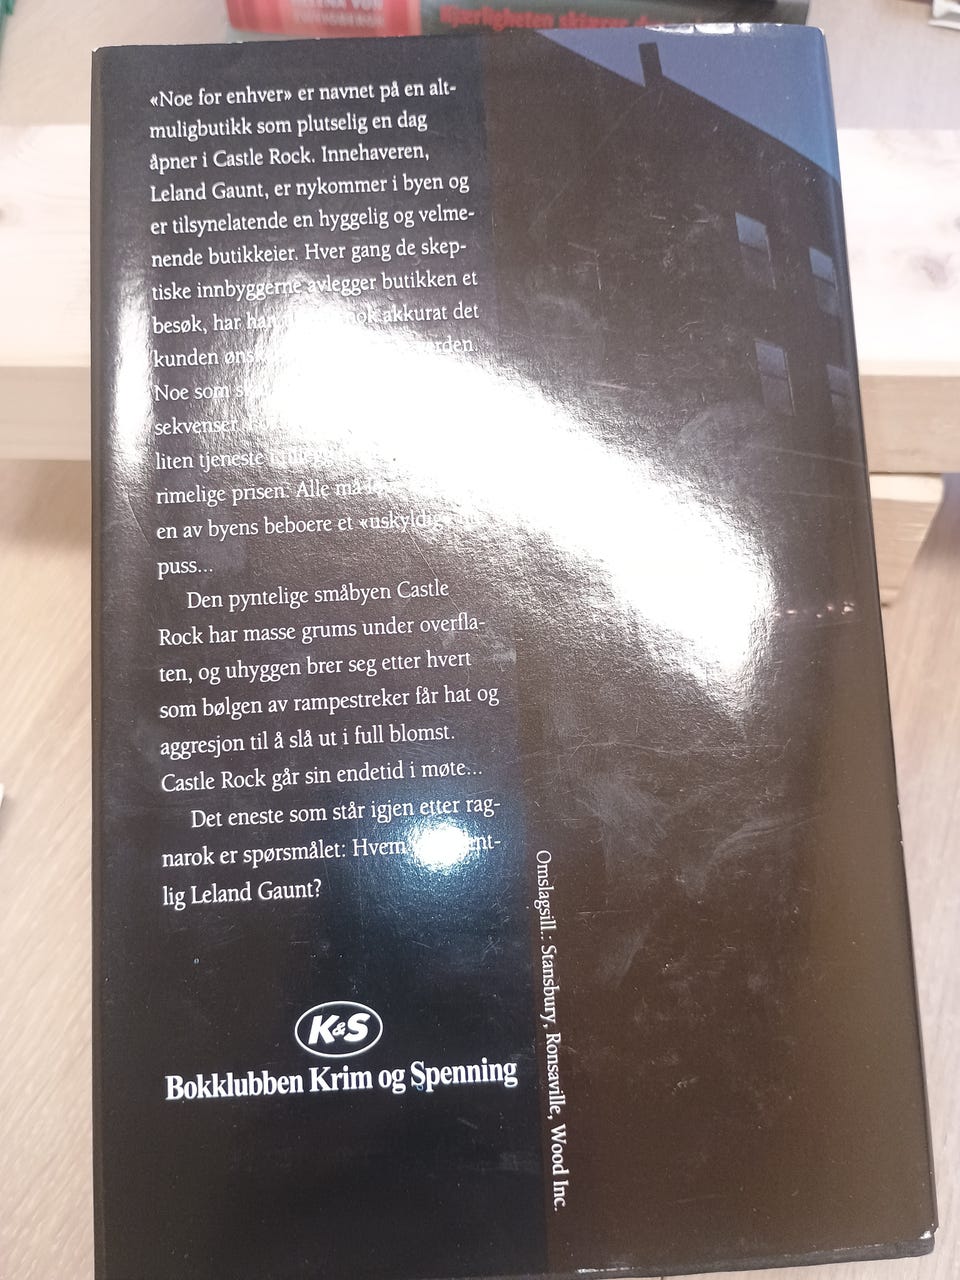 Kjærligheten
«Noe for enhver» er navnet på en alt-
muligbutikk som plutselig en dag
åpner i Castle Rock. Innehaveren,
Leland Gaunt, er nykommer i byen og
er tilsynelatende en hyggelig og velme-
nende butikkeier. Hver gang de skep-
tiske innbyggerne avlegger butikken et
besøk, har han akkurat det
kunden
Noe som
liten tjeneste
rimelige prisen: Alle må
en av byens beboere et «uskyldig»
puss...
Den pyntelige småbyen Castle
Rock har masse grums under overfla-
ten, og uhyggen brer seg etter hvert
som bølgen av rampestreker får hat og
aggresjon til å slå ut i full blomst.
Castle Rock går sin endetid i møte...
Det eneste som står igjen etter rag-
narok er spørsmålet: Hvem
lig Leland Gaunt?
K&S
Bokklubben Krim og Spenning
Omslagsill.: Stansbury, Ronsaville, Wood Inc.